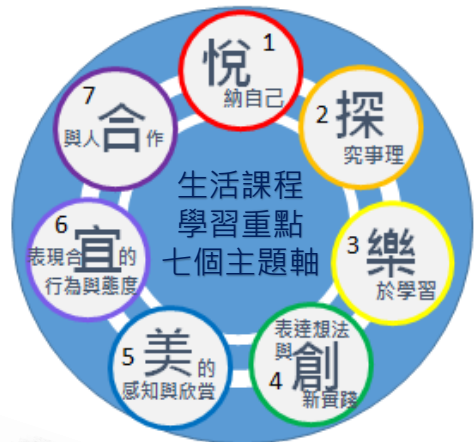 生活課程
學習重點
七個主題軸
1
悅
納自己
2 探
究事理
3 樂
於學習
表達想法
與創
4 新實踐
5 美的
感知與欣賞
6
表現合宜的
行為與態度
7
與人合作